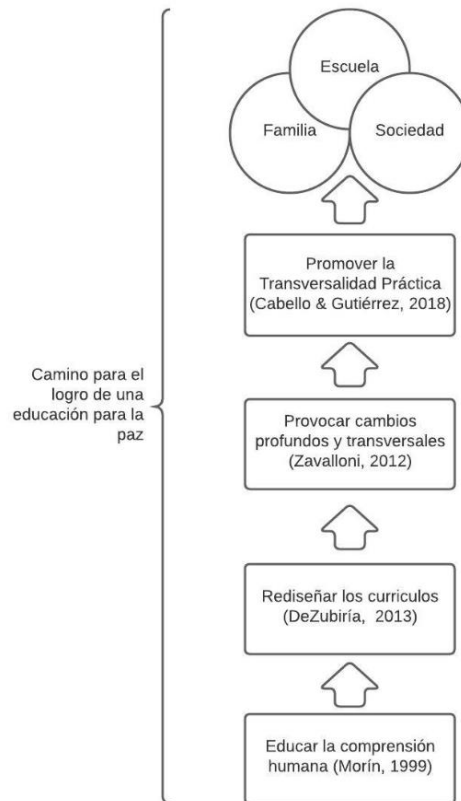 Escuela
Familia
Sociedad
Promover la
Transversalidad Práctica
(Cabello & Gutiérrez, 2018)
Camino para el
logro de una
educación para la
paz
Provocar cambios
profundos y transversales
(Zavalloni, 2012)
Rediseñar los curriculos
(DeZubiría, 2013)
Educar la comprensión
humana (Morín, 1999)